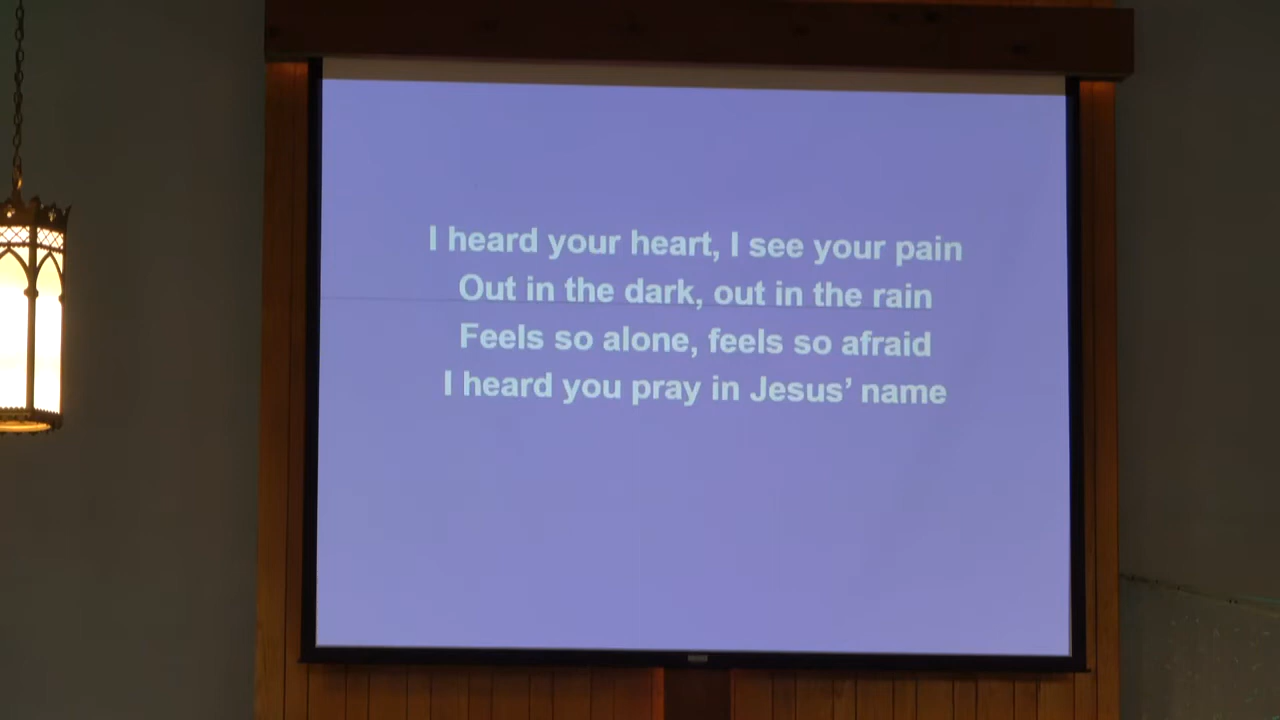 I heard your heart, I see your pain
Out in the dark, out in the rain
Feels so alone, feels so afraid
I heard you pray in Jesus’ name